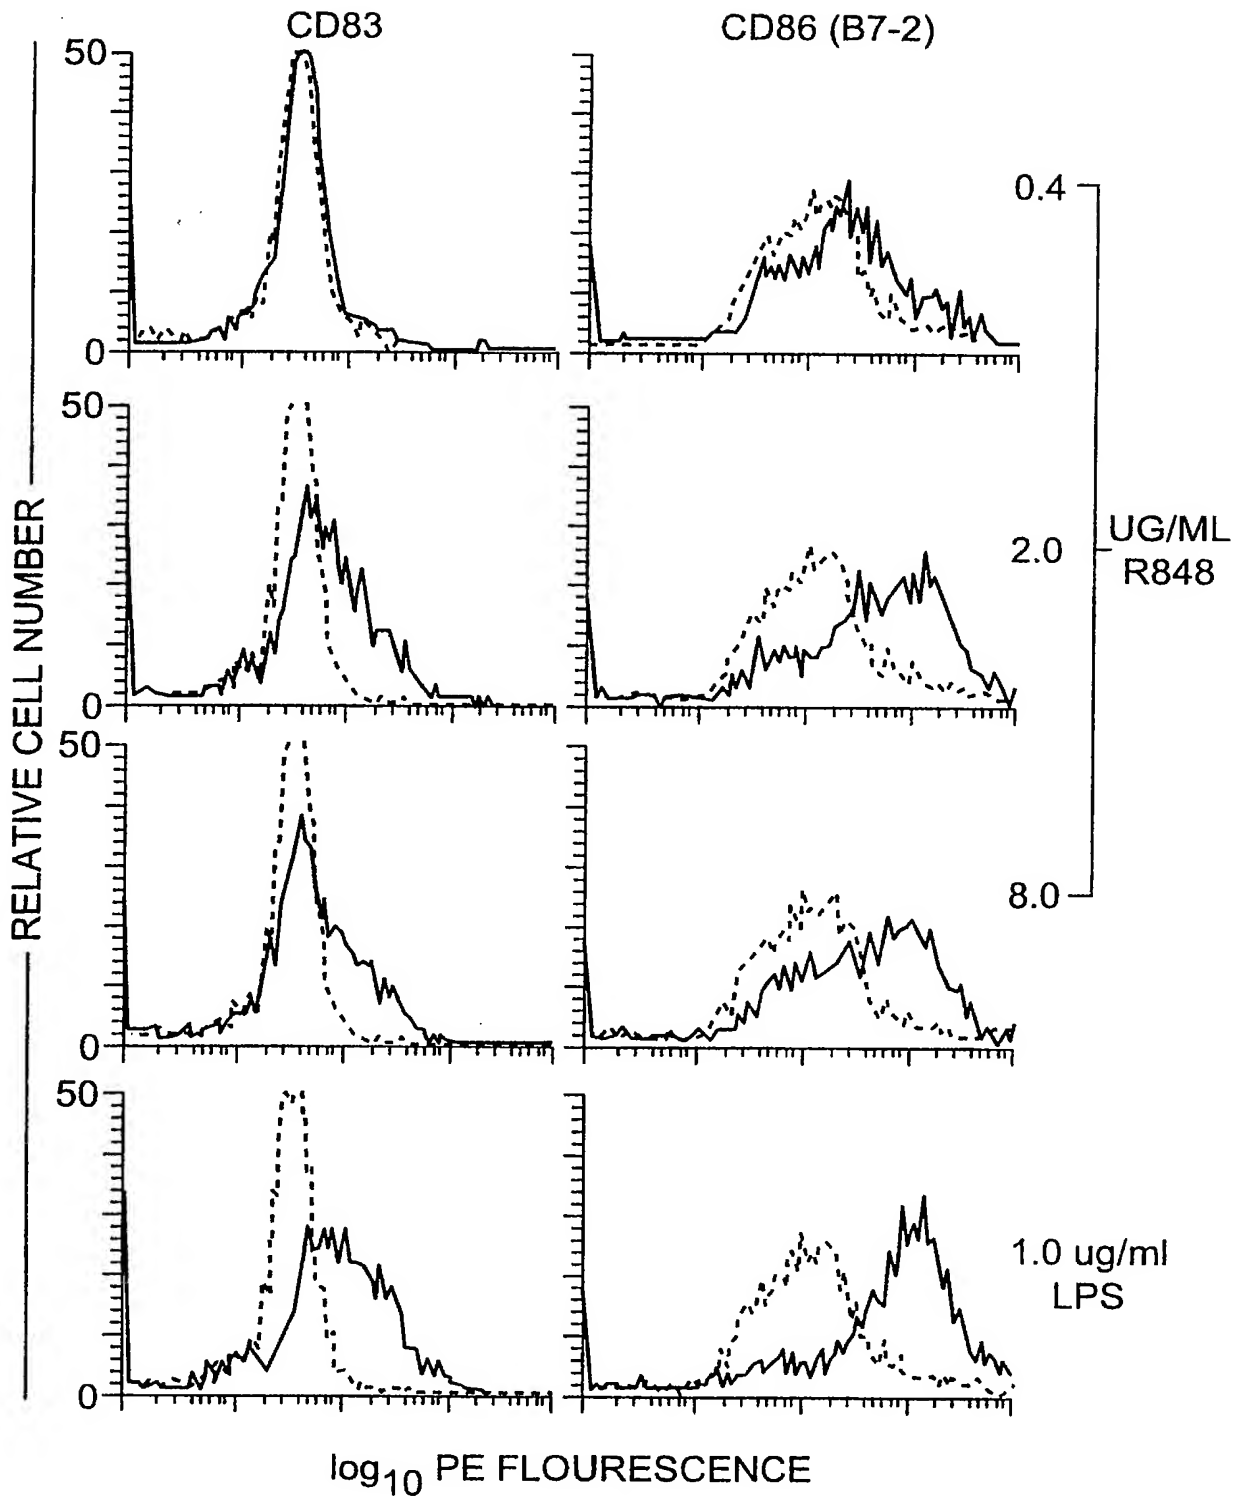 CD83
CD86 (B7-2)
50
0
0.4
50
0
2.0
UG/ML
R848
50
0
8.0
50
0
1.0 ug/ml
LPS
RELATIVE CELL NUMBER
log10 PE FLOURESCENCE